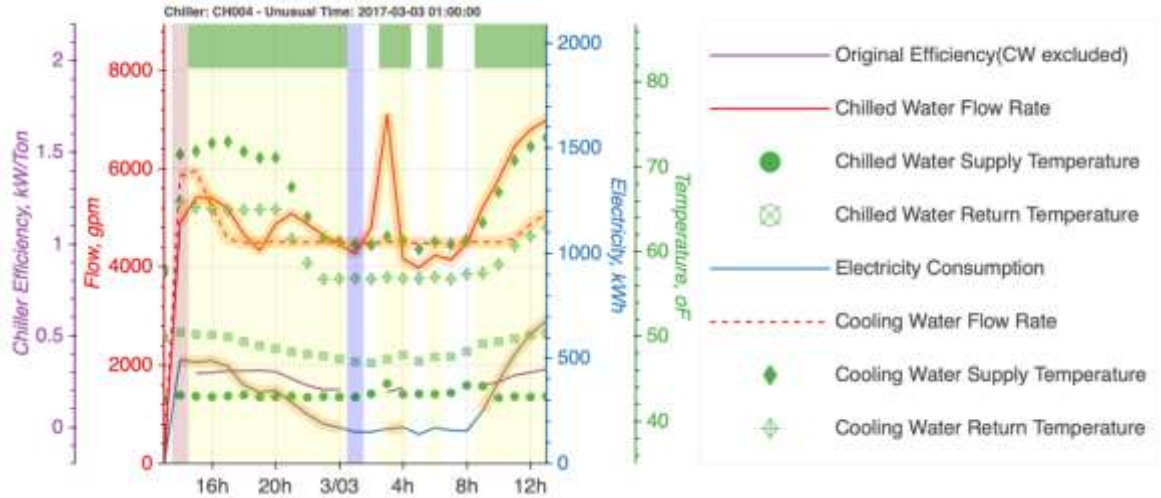 Chiller: CH004 - Unusual Time: 2017-03-03 01:00:00
Chiller Efficiency, kW/Ton
2
1.5
1
0.5
0
Flow, gpm
8000
6000
4000
2000
0
16h
20h
3/03
4h
8h
12h
2000
1500
1000
500
0
Electricity, kWh
80
70
60
50
40
Temperature, oF
Original Efficiency(CW excluded)
Chilled Water Flow Rate
Chilled Water Supply Temperature
Chilled Water Return Temperature
Electricity Consumption
Cooling Water Flow Rate
Cooling Water Supply Temperature
Cooling Water Return Temperature